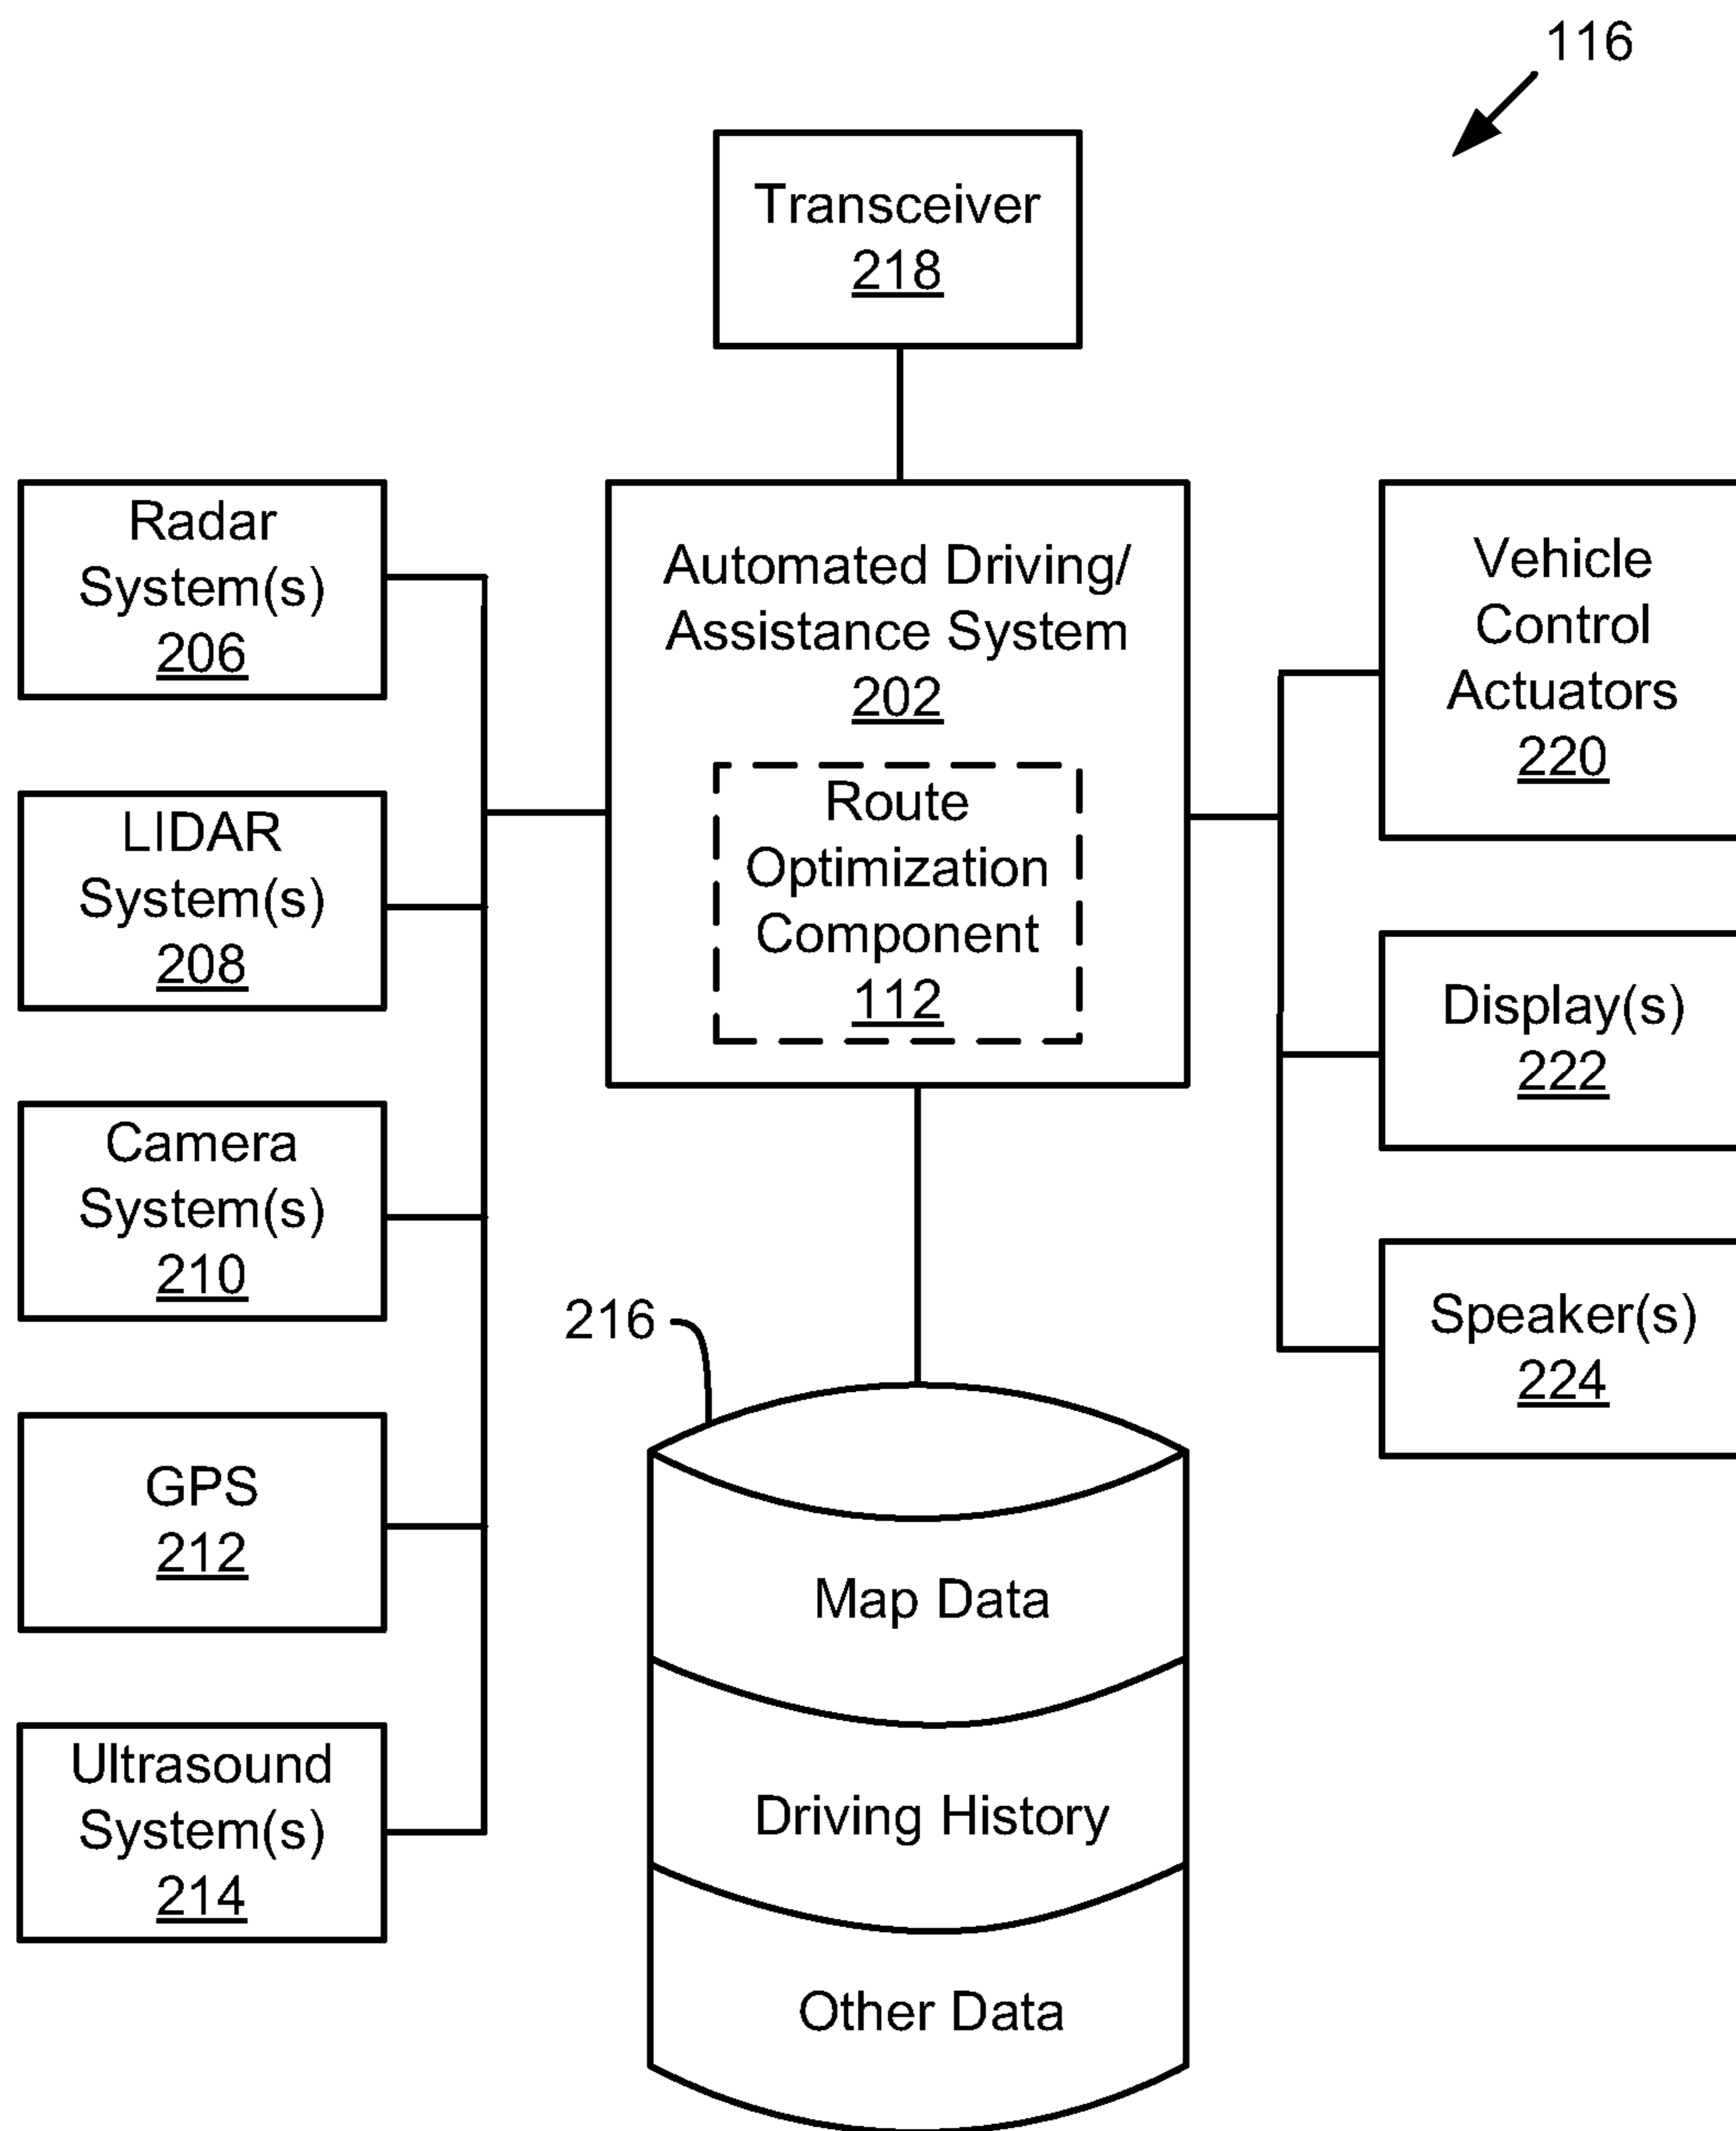 116
Transceiver
218
Radar
System(s)
206
LIDAR
System(s)
208
Camera
System(s)
210
GPS
212
Ultrasound
System(s)
214
Automated Driving/
Assistance System
202
Route
Optimization
Component
112
Vehicle
Control
Actuators
220
Display(s)
222
Speaker(s)
224
216
Map Data
Driving History
Other Data